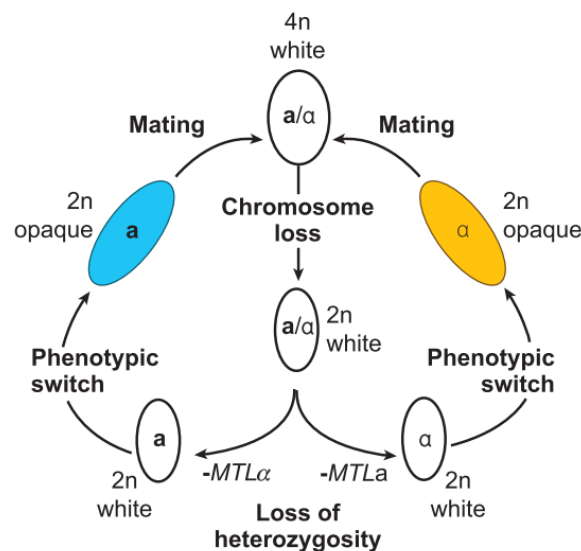 4n
white
a/α
Mating
Mating
2n
opaque
a
α
2n
opaque
Chromosome
loss
a/α
2n
white
Phenotypic
switch
Phenotypic
switch
a
α
2n
white
-MTLα
-MTLa
2n
white
Loss of
heterozygosity